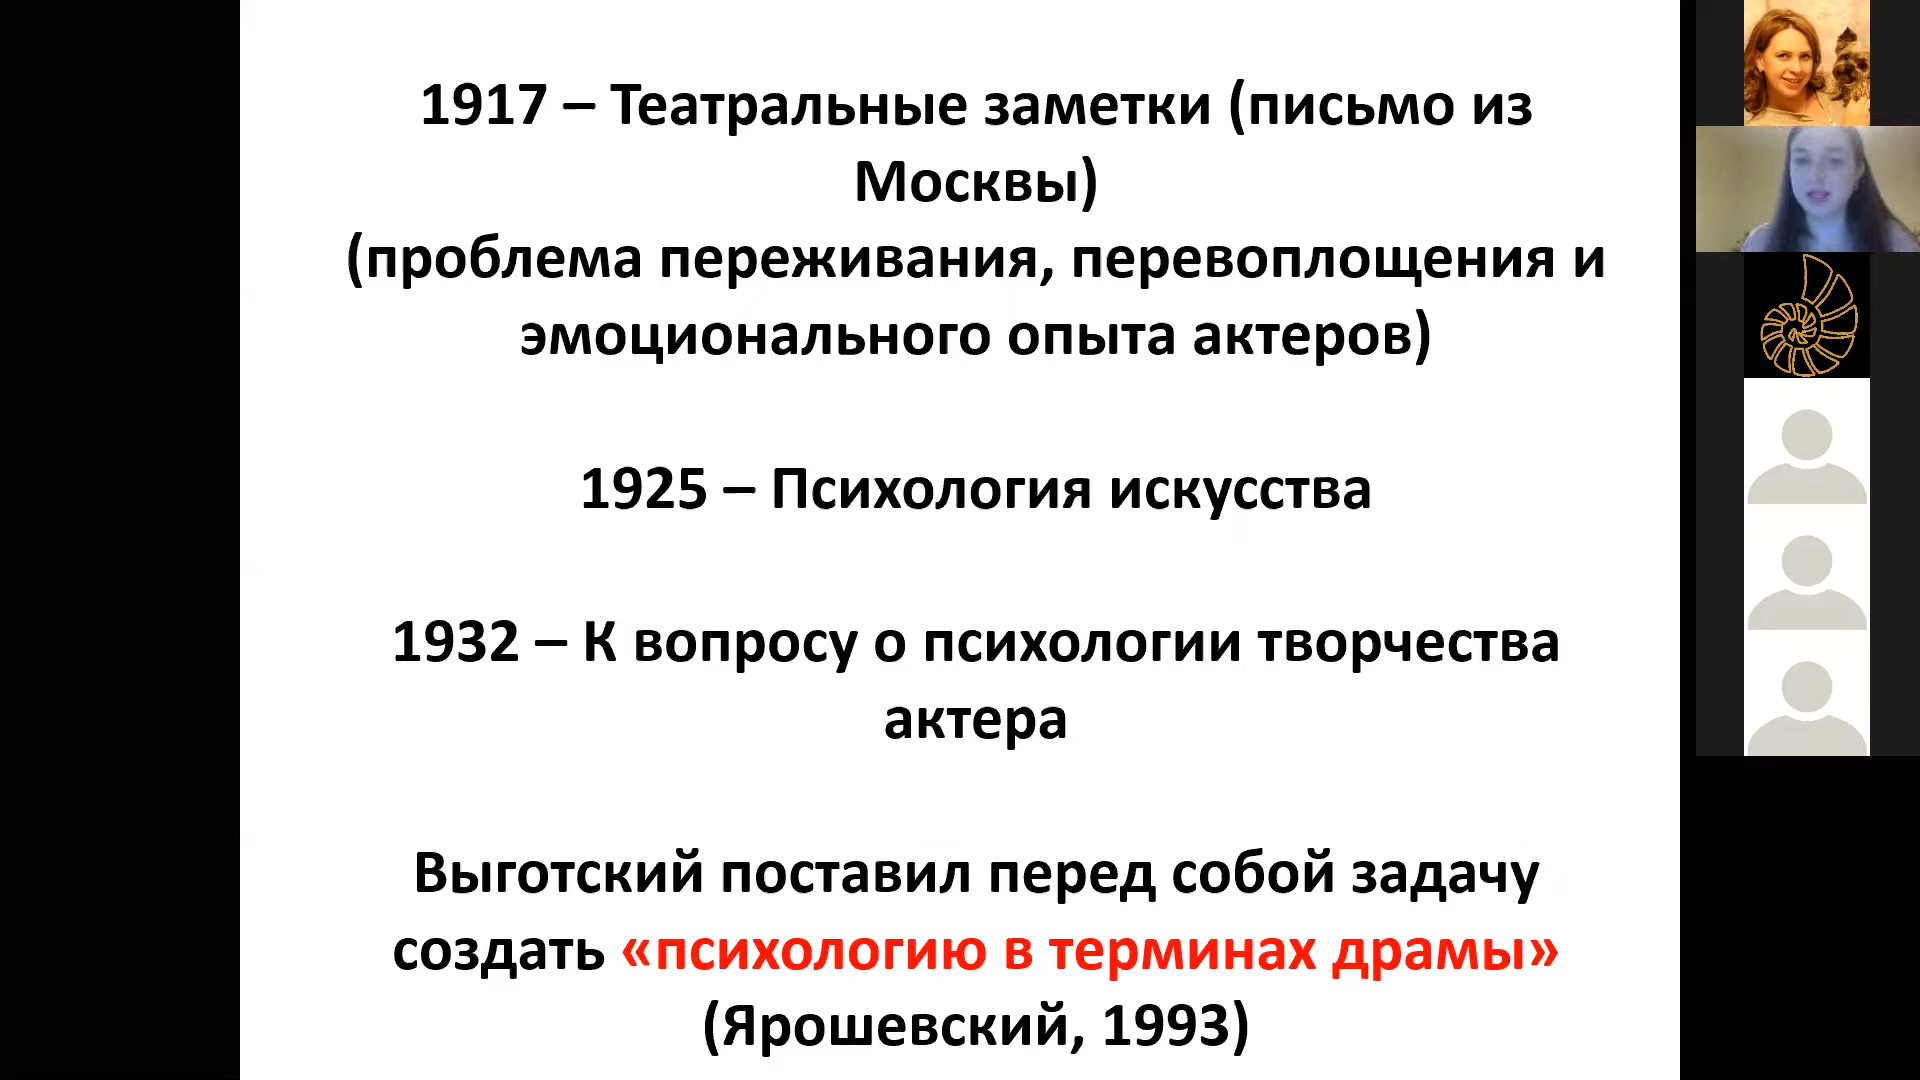 1917 – Театральные заметки (письмо из
Москвы)
(проблема переживания, перевоплощения и
эмоционального опыта актеров)
1925 – Психология искусства
1932 – К вопросу о психологии творчества
актера
Выготский поставил перед собой задачу
создать «психологию в терминах драмы»
(Ярошевский, 1993)